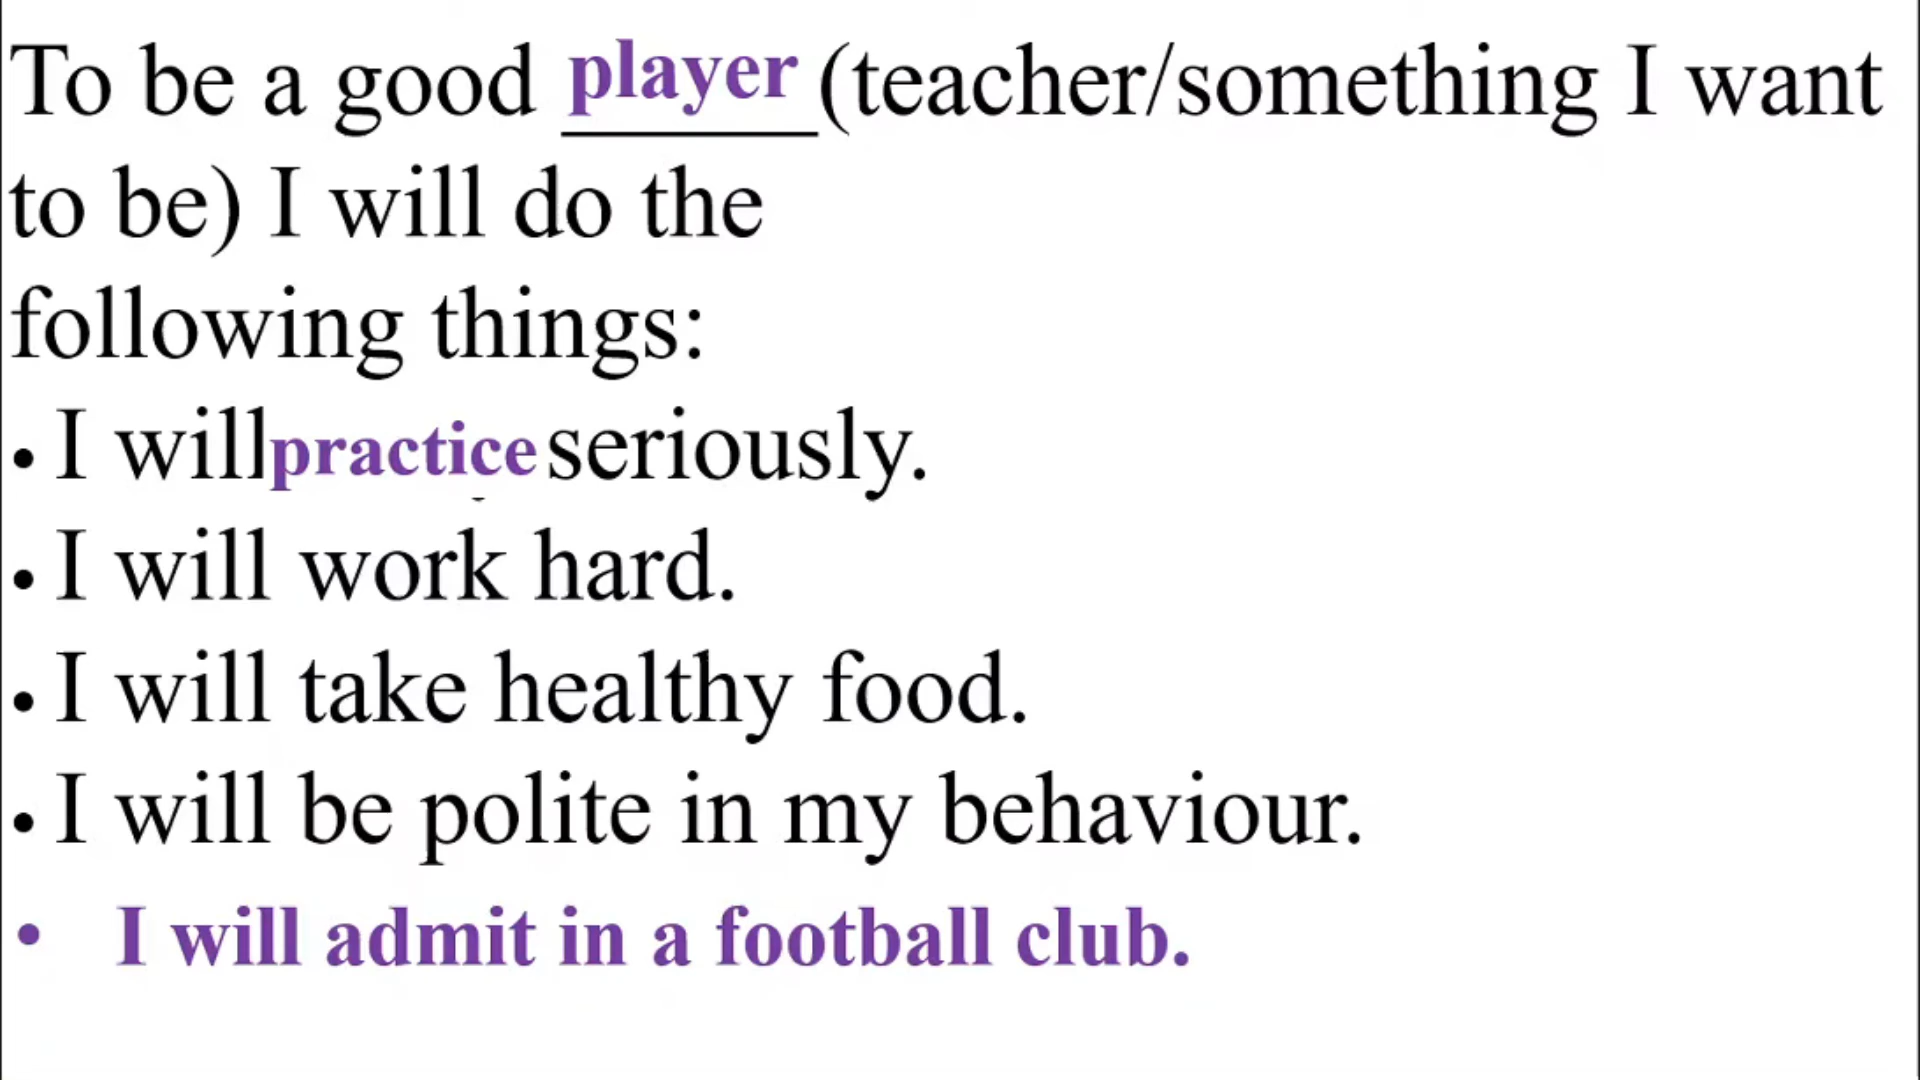 To be a good player (teacher/something I want
to be) I will do the
following things:
• I will practice seriously.
• I will work hard.
• I will take healthy food.
• I will be polite in my behaviour.
• I will admit in a football club.